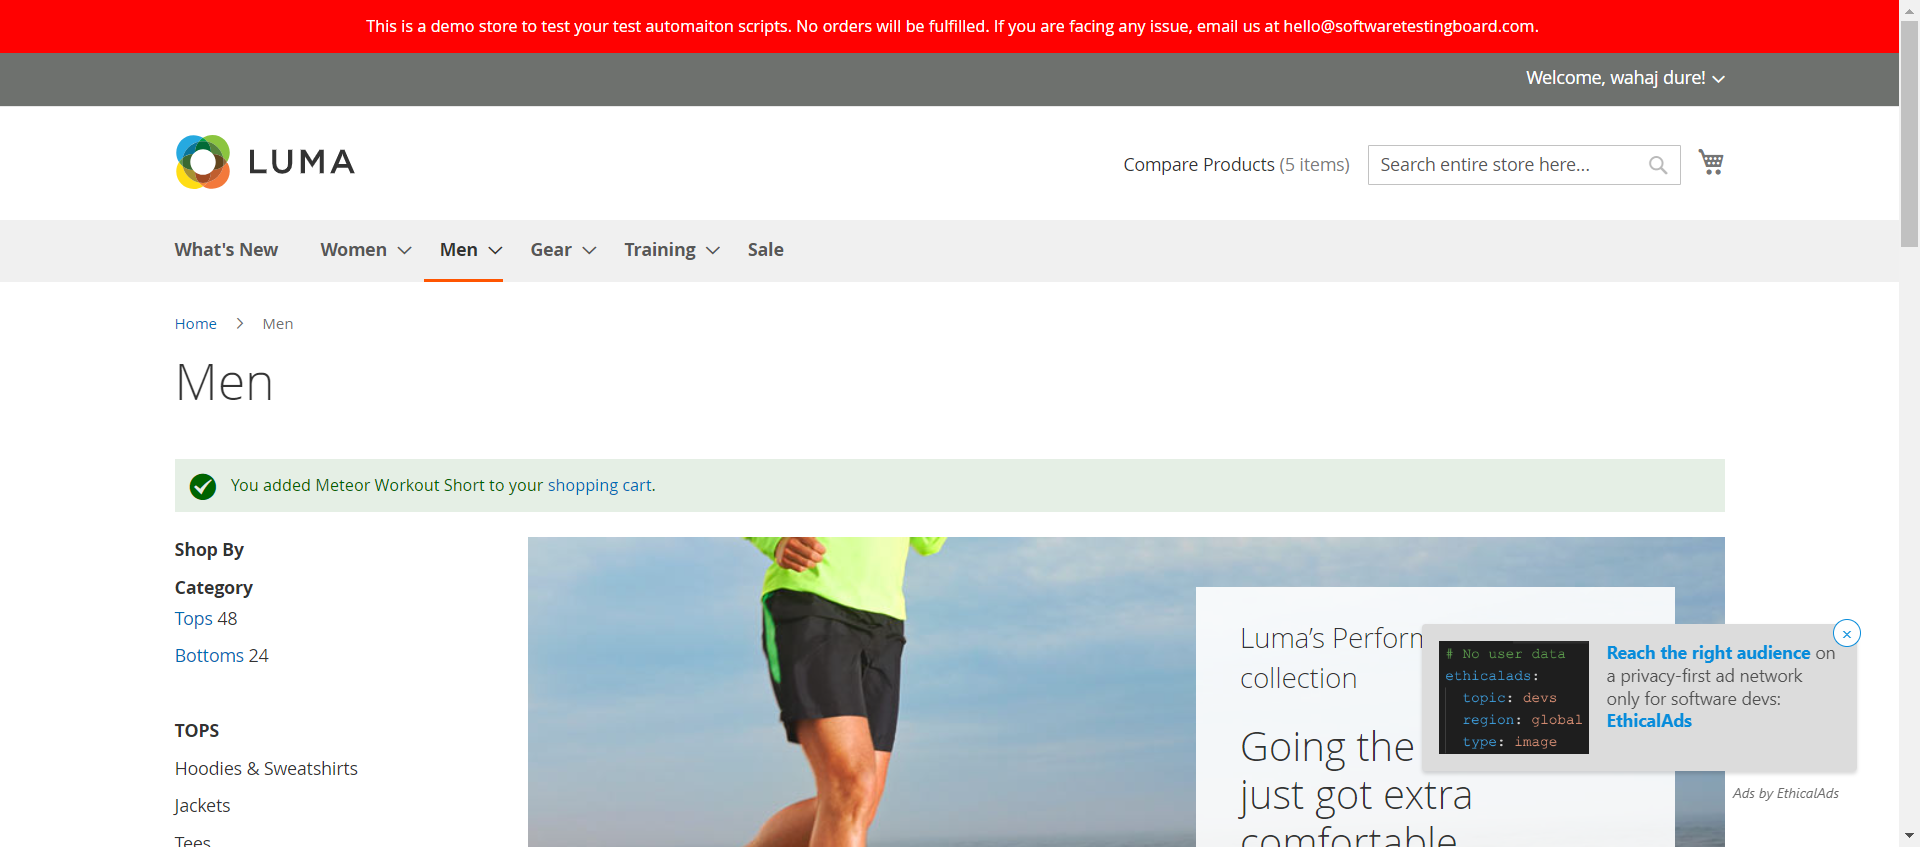 This is a demo store to test your test automaiton scripts. No orders will be fulfilled. If you are facing any issue, email us at hello@softwaretestingboard.com.
Welcome, wahaj dure!
LUMA
Compare Products (5 items)
Search entire store here...
What's New
Women
Men
Gear
Training
Sale
Home
Men
Men
You added Meteor Workout Short to your shopping cart.
Shop By
Category
Tops 48
Bottoms 24
TOPS
Hoodies & Sweatshirts
Jackets
Tees
Luma's Perform
collection
Going the
just got extra
comfortable
# No user data
ethicalads:
topic: devs
region: global
type: image
Reach the right audience on
a privacy-first ad network
only for software devs:
EthicalAds
Ads by EthicalAds